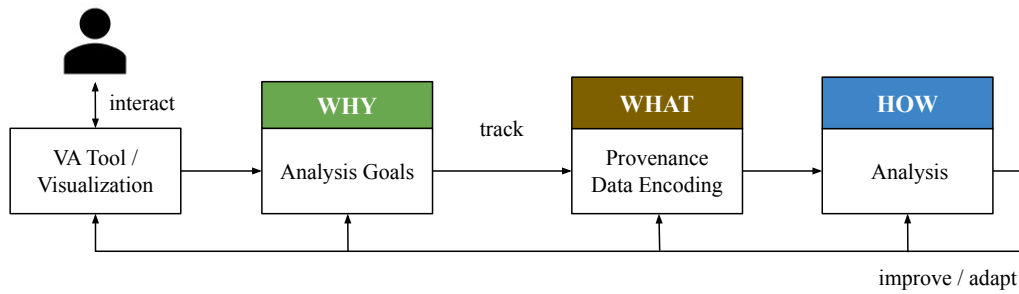 interact
VA Tool /
Visualization
WHY
Analysis Goals
track
WHAT
Provenance
Data Encoding
HOW
Analysis
improve / adapt